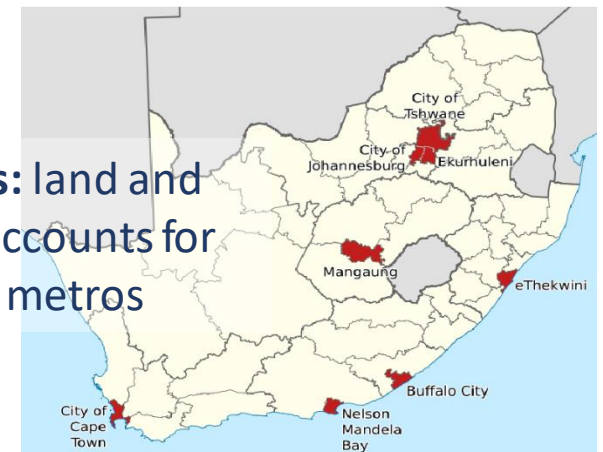 City of
Tshwane
City of
Johannesburg
Ekurhuleni
s: land and
accounts for
metros
Mangaung
eThekwini
Buffalo City
City of
Cape
Town
Nelson
Mandela
Bay